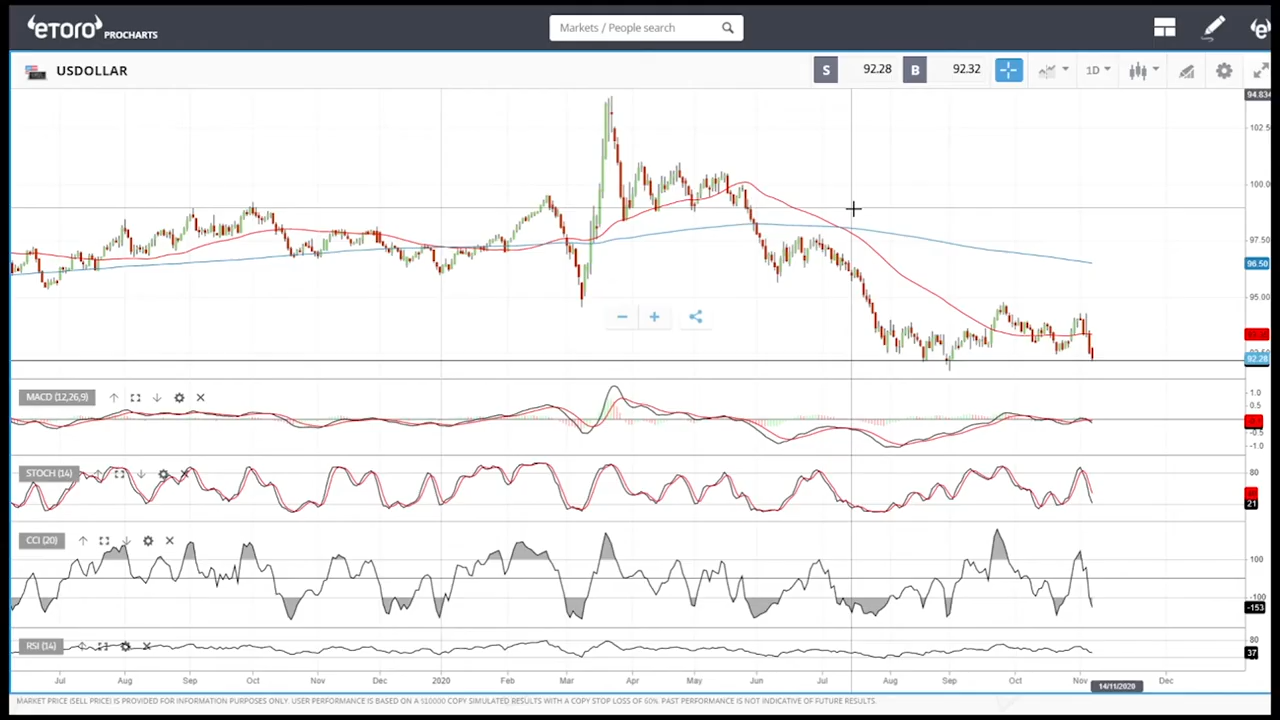 eToro PROCHARTS
Markets / People search
USDOLLAR
S 92.28 B 92.32
1D
94.834
102.5
100.0
97.50
96.50
95.00
92.28
MACD (12,26,9)
1.0
0.5
-0.5
-1.0
STOCH (14)
80
21
CCI (20)
100
-100
-153
RSI (14)
80
37
Jul Aug Sep Oct Nov Dec 2020 Feb Mar Apr May Jun Jul Aug Sep Oct Nov Dec
14/11/2020
MARKET PRICE (SELL PRICE) IS PROVIDED FOR INFORMATION PURPOSES ONLY. USER PERFORMANCE IS BASED ON A $10000 COPY SIMULATED RESULTS WITH A COPY STOP LOSS OF 60%. PAST PERFORMANCE IS NOT INDICATIVE OF FUTURE RESULTS.